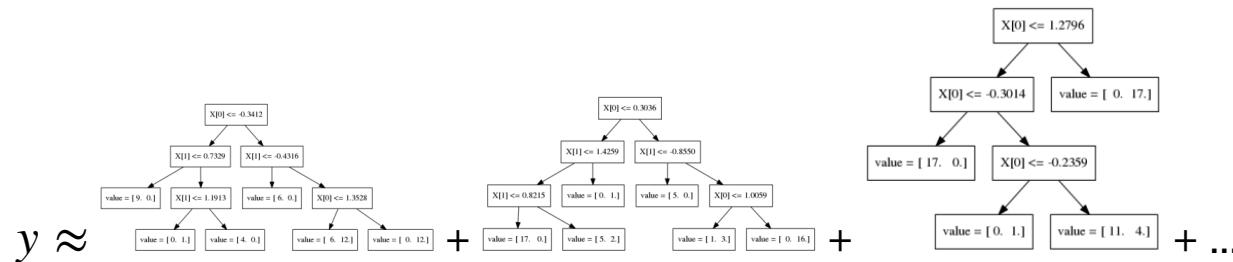 y ≈
X[0] <= -0.3412
X[1] <= 0.7329
X[1] <= -0.4316
value = [ 9. 0.]
X[1] <= 1.1913
value = [ 6. 0.]
X[0] <= 1.3528
value = [ 0. 1.]
value = [ 4. 0.]
value = [ 6. 12.]
value = [ 0. 12.]
+
X[0] <= 0.3036
X[1] <= 1.4259
X[1] <= -0.8550
X[1] <= 0.8215
value = [ 0. 1.]
value = [ 5. 0.]
X[0] <= 1.0059
value = [ 17. 0.]
value = [ 5. 2.]
value = [ 1. 3.]
value = [ 0. 16.]
+
X[0] <= 1.2796
X[0] <= -0.3014
value = [ 0. 17.]
value = [ 17. 0.]
X[0] <= -0.2359
value = [ 0. 1.]
value = [ 11. 4.]
+ ...